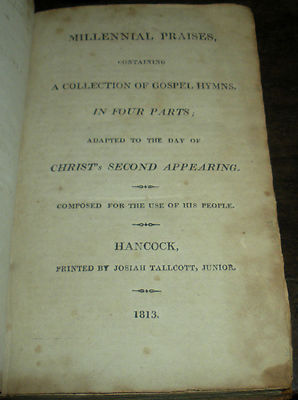 MILLENNIAL PRAISES,
CONTAINING
A COLLECTION OF GOSPEL HYMNS,
IN FOUR PARTS;
ADAPTED TO THE DAY OF
CHRIST's SECOND APPEARING.
COMPOSED FOR THE USE OF HIS PEOPLE.
HANCOCK,
PRINTED BY JOSIAH TALLCOTT, JUNIOR.
1813.